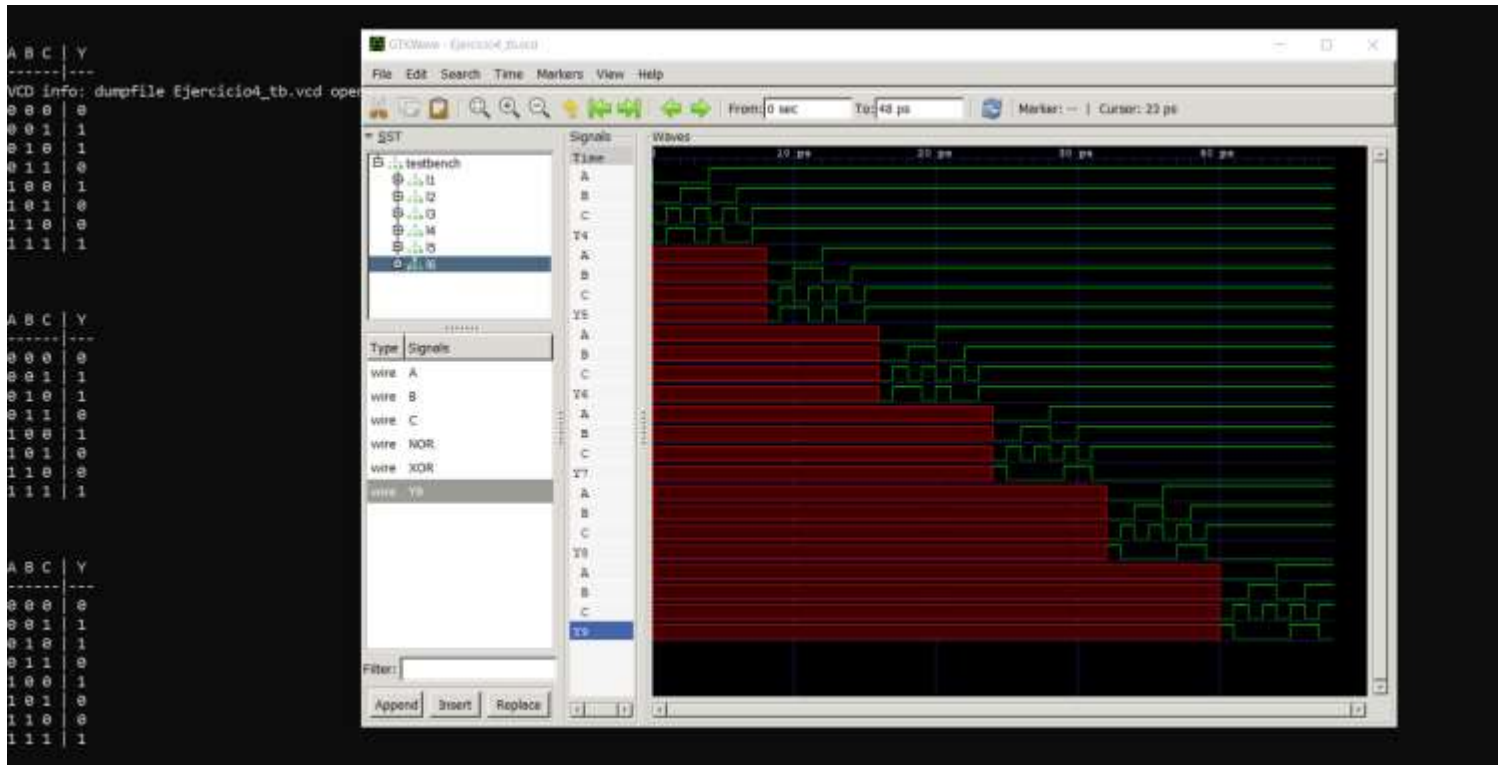 A B C | Y
------|---
VCD info: dumpfile Ejercicio4_tb.vcd oper
0 0 0 | 0
0 0 1 | 1
0 1 0 | 1
0 1 1 | 0
1 0 0 | 1
1 0 1 | 0
1 1 0 | 0
1 1 1 | 1
A B C | Y
------|---
0 0 0 | 0
0 0 1 | 1
0 1 0 | 1
0 1 1 | 0
1 0 0 | 1
1 0 1 | 0
1 1 0 | 0
1 1 1 | 1
A B C | Y
------|---
0 0 0 | 0
0 0 1 | 1
0 1 0 | 1
0 1 1 | 0
1 0 0 | 1
1 0 1 | 0
1 1 0 | 0
1 1 1 | 1
GTKWave - Ejercicio4_tb.vcd
File Edit Search Time Markers View Help
From: 0 sec To: 48 ps Marker: -- | Cursor: 23 ps
SST
testbench
l1
l2
l3
l4
l5
l6
Type Signals
wire A
wire B
wire C
wire NOR
wire XOR
wire Y9
Filter:
Append Insert Replace
Signals
Time
A
B
C
Y4
A
B
C
Y5
A
B
C
Y6
A
B
C
Y7
A
B
C
Y8
A
B
C
Y9
Waves
10 ps 20 ps 30 ps 40 ps